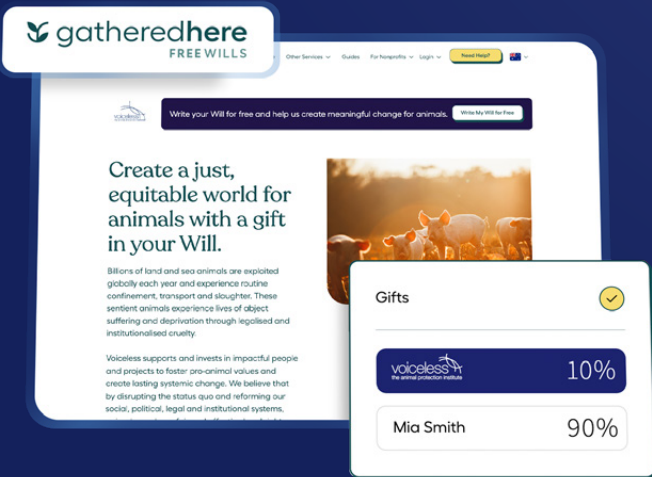 gatheredhere
FREE WILLS
Other Services
Guides
For nonprofits
Login
Need Help?
voiceless
Write your Will for free and help us create meaningful change for animals.
Write My Will for Free
Create a just,
equitable world for
animals with a gift
in your Will.
Billions of land and sea animals are exploited
globally each year and experience routine
confinement, transport and slaughter. These
sentient animals experience lives of abject
suffering and deprivation through legalised and
institutionalised cruelty.
Voiceless supports and invests in impactful people
and projects to foster pro-animal values and
create lasting systemic change. We believe that
by disrupting the status quo and reforming our
social, political, legal and institutional systems,
Gifts
voiceless
the animal protection institute
10%
Mia Smith
90%